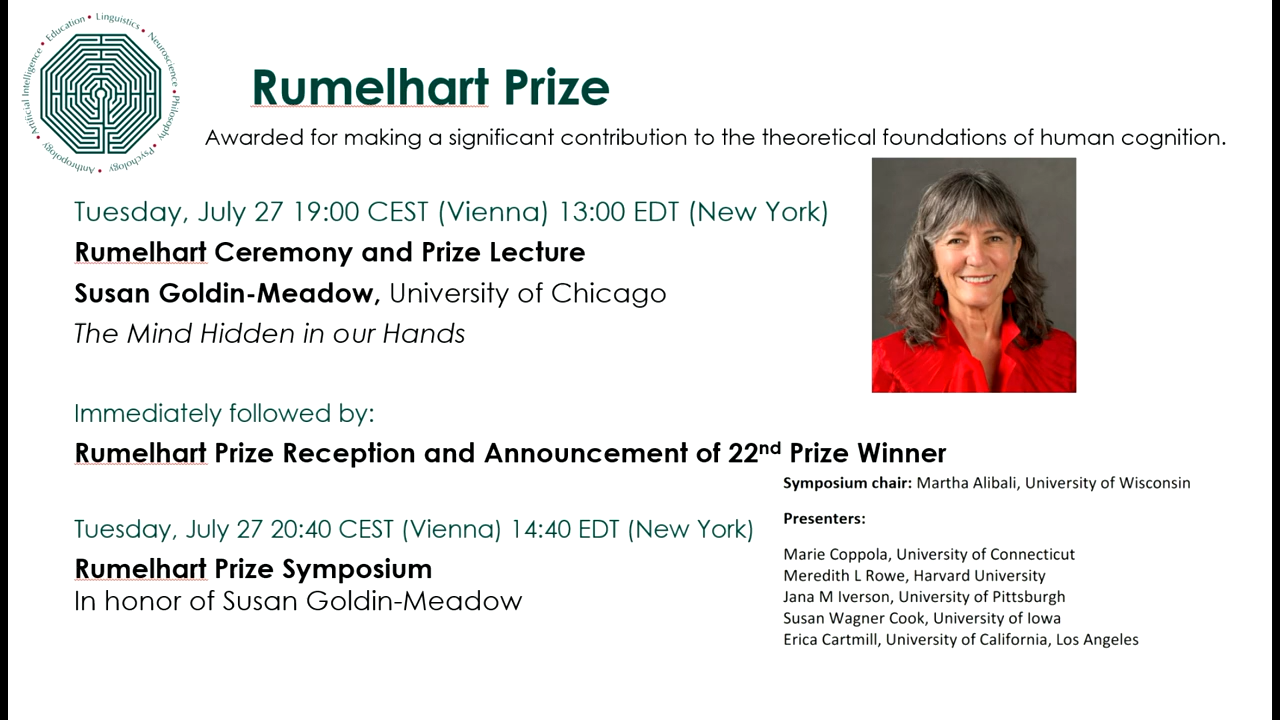 Education • Linguistics • Neuroscience • Philosophy • Psychology • Anthropology • Artificial Intelligence •
Rumelhart Prize
Awarded for making a significant contribution to the theoretical foundations of human cognition.
Tuesday, July 27 19:00 CEST (Vienna) 13:00 EDT (New York)
Rumelhart Ceremony and Prize Lecture
Susan Goldin-Meadow, University of Chicago
The Mind Hidden in our Hands
Immediately followed by:
Rumelhart Prize Reception and Announcement of 22nd Prize Winner
Tuesday, July 27 20:40 CEST (Vienna) 14:40 EDT (New York)
Rumelhart Prize Symposium
In honor of Susan Goldin-Meadow
Symposium chair: Martha Alibali, University of Wisconsin
Presenters:
Marie Coppola, University of Connecticut
Meredith L Rowe, Harvard University
Jana M Iverson, University of Pittsburgh
Susan Wagner Cook, University of Iowa
Erica Cartmill, University of California, Los Angeles